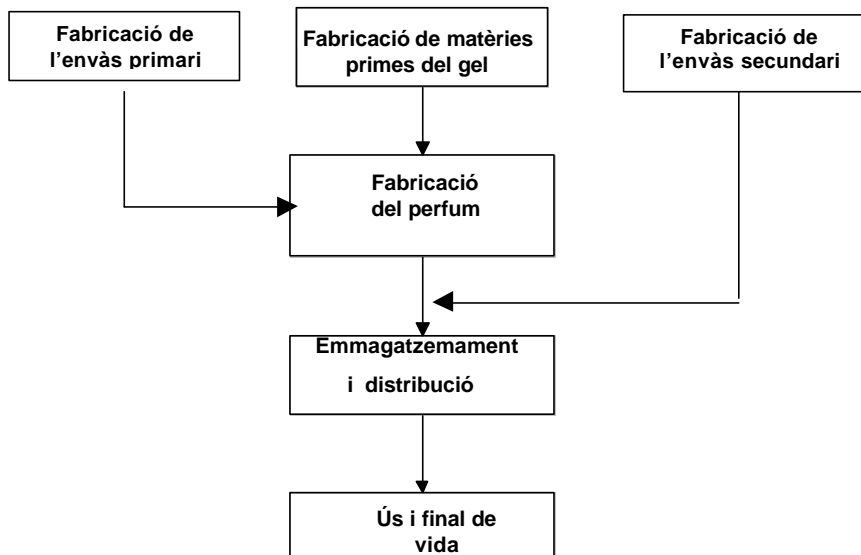 Fabricació de
l'envàs primari
Fabricació de matèries
primes del gel
Fabricació de
l'envàs secundari
Fabricació
del perfum
Emmagatzemament
i distribució
Ús i final de
vida